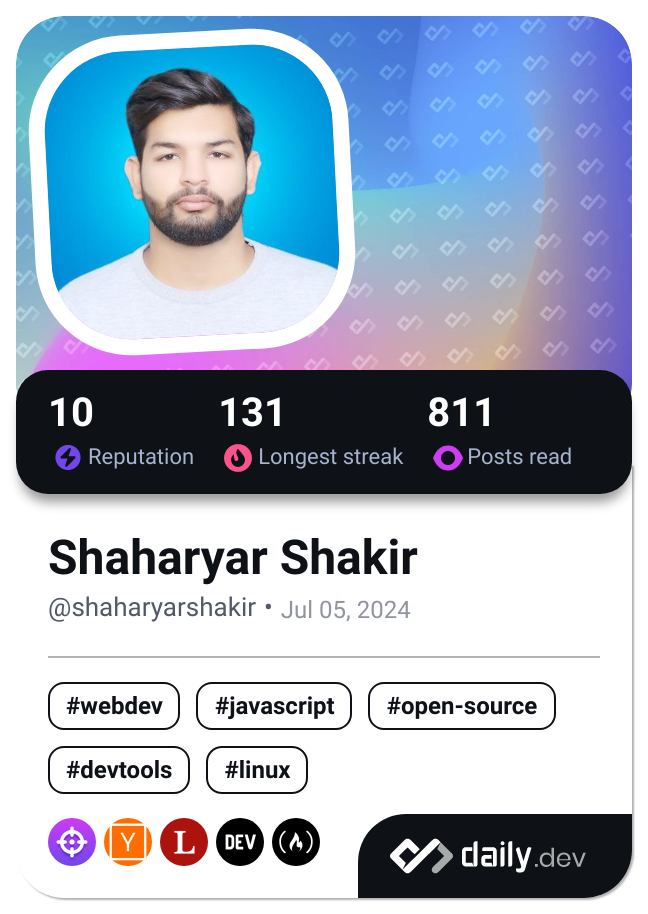 10 131 811
Reputation Longest streak Posts read
Shaharyar Shakir
@shaharyarshakir • Jul 05, 2024
#webdev #javascript #open-source
#devtools #linux
Y L DEV
daily.dev